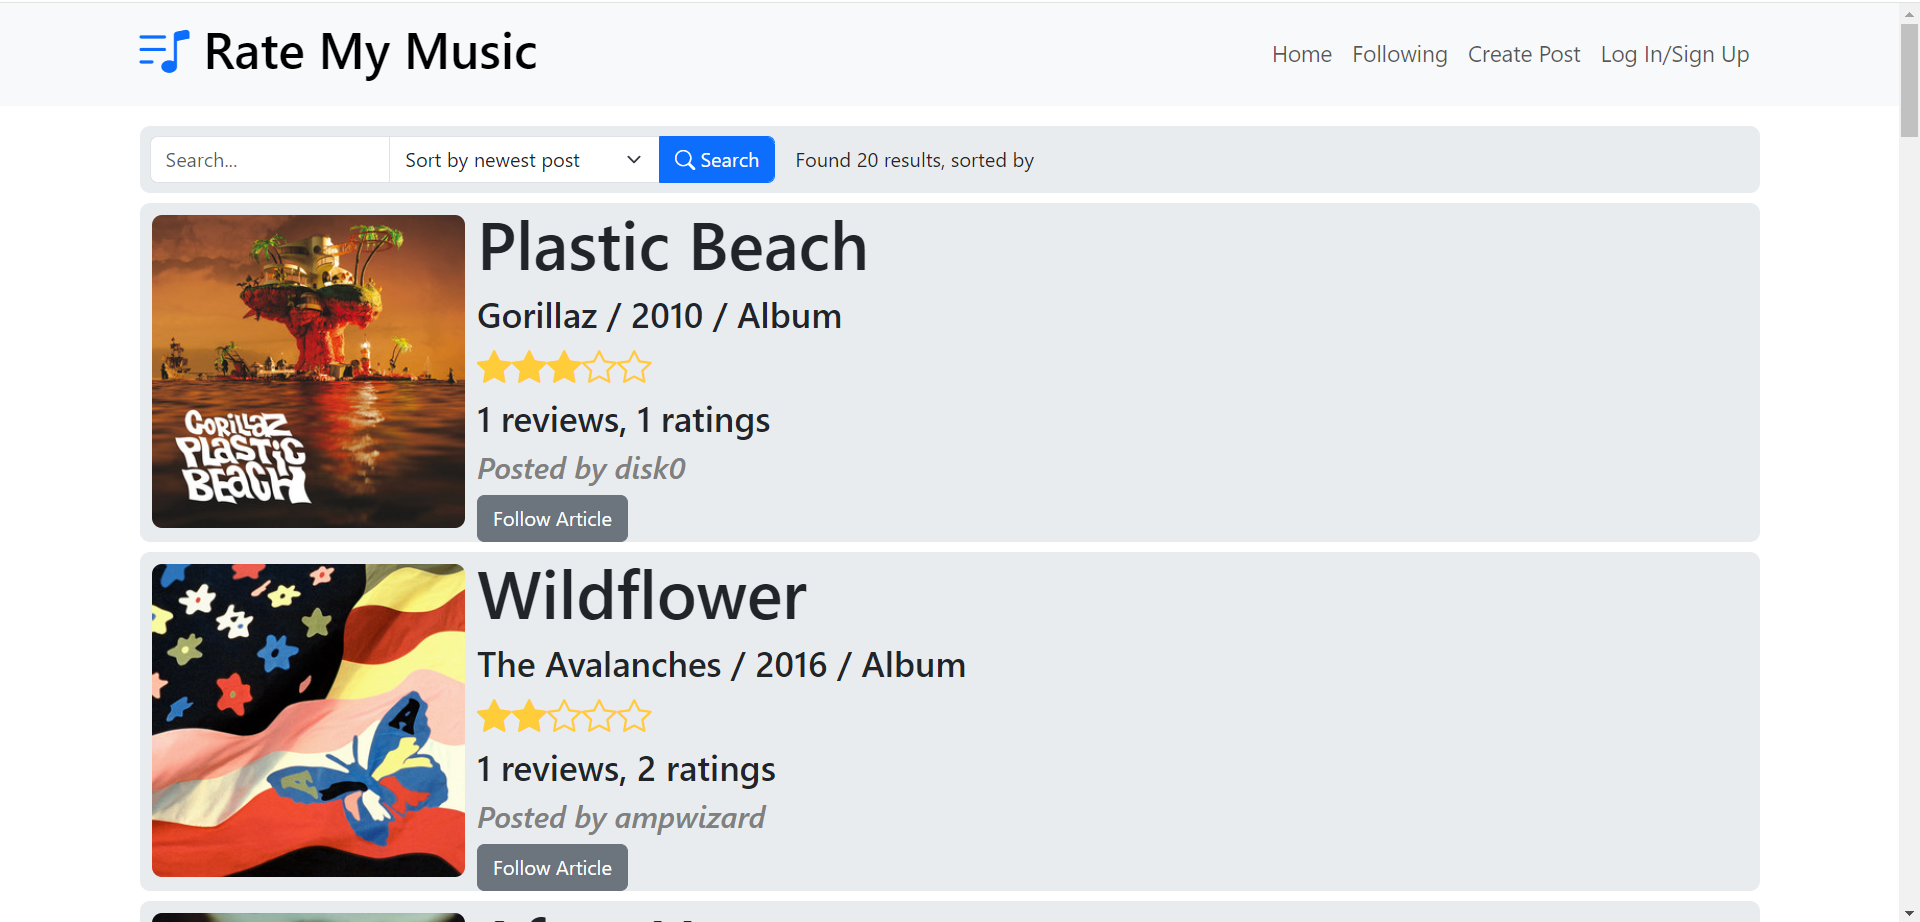 Rate My Music
Home Following Create Post Log In/Sign Up
Search... Sort by newest post Search Found 20 results, sorted by
Plastic Beach
Gorillaz / 2010 / Album
1 reviews, 1 ratings
Posted by disk0
Follow Article
GORILLAZ
PLASTIC
BEACH
Wildflower
The Avalanches / 2016 / Album
1 reviews, 2 ratings
Posted by ampwizard
Follow Article
A
A